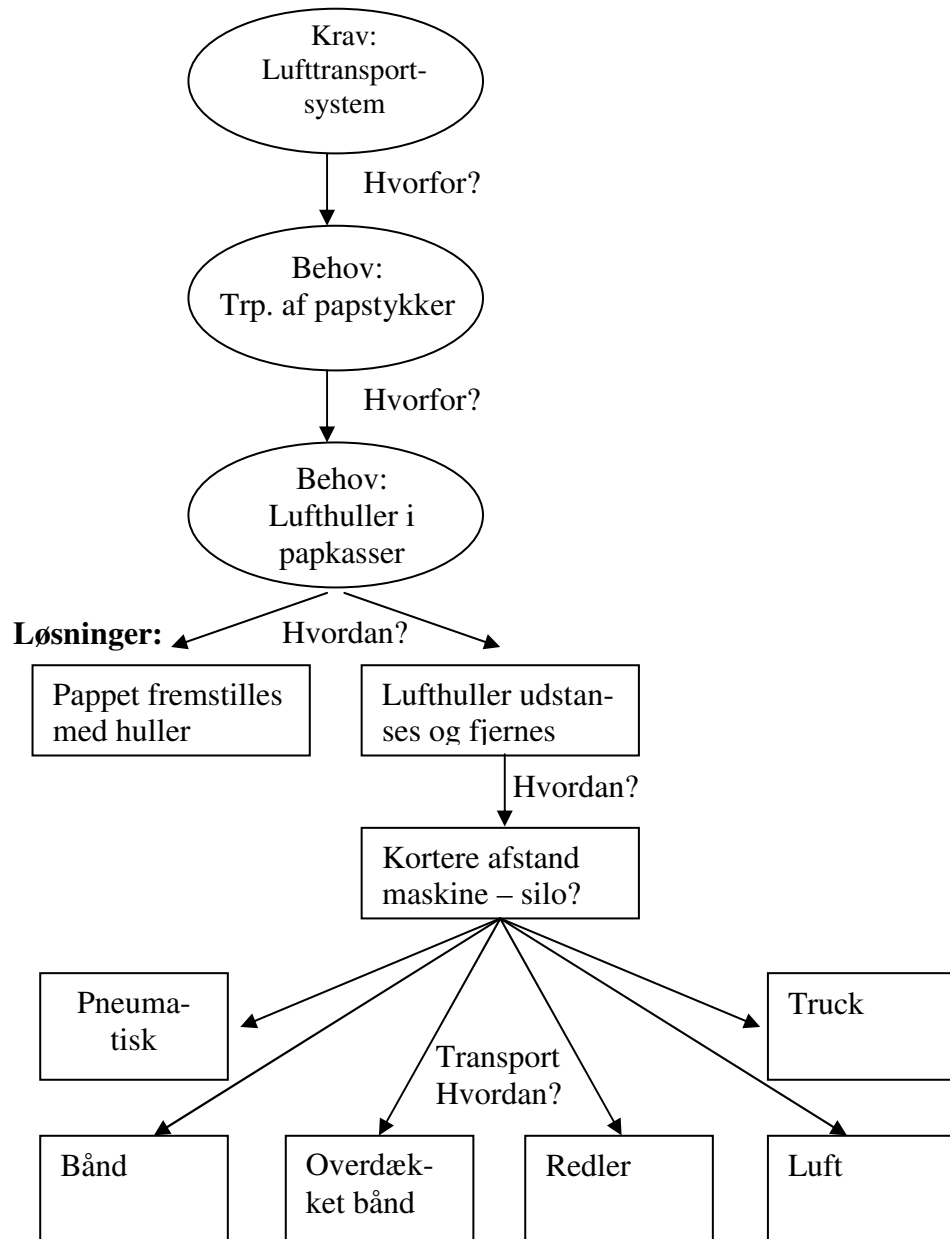 Krav:
Lufttransport-
system
Hvorfor?
Behov:
Trp. af papstykker
Hvorfor?
Behov:
Lufthuller i
papkasser
Løsninger:
Hvordan?
Pappet fremstilles
med huller
Lufthuller udstan-
ses og fjernes
Hvordan?
Kortere afstand
maskine – silo?
Pneuma-
tisk
Truck
Transport
Hvordan?
Bånd
Overdæk-
ket bånd
Redler
Luft